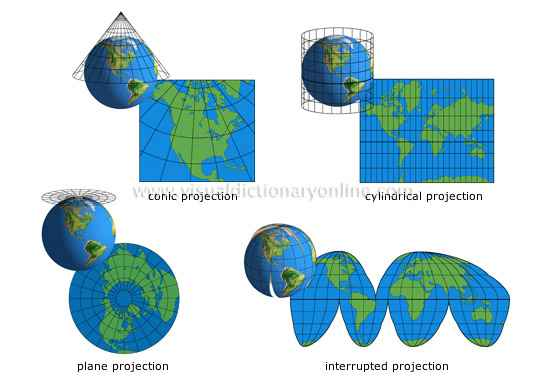 www.visualdictionaryonline.com
conic projection
cylindrical projection
plane projection
interrupted projection